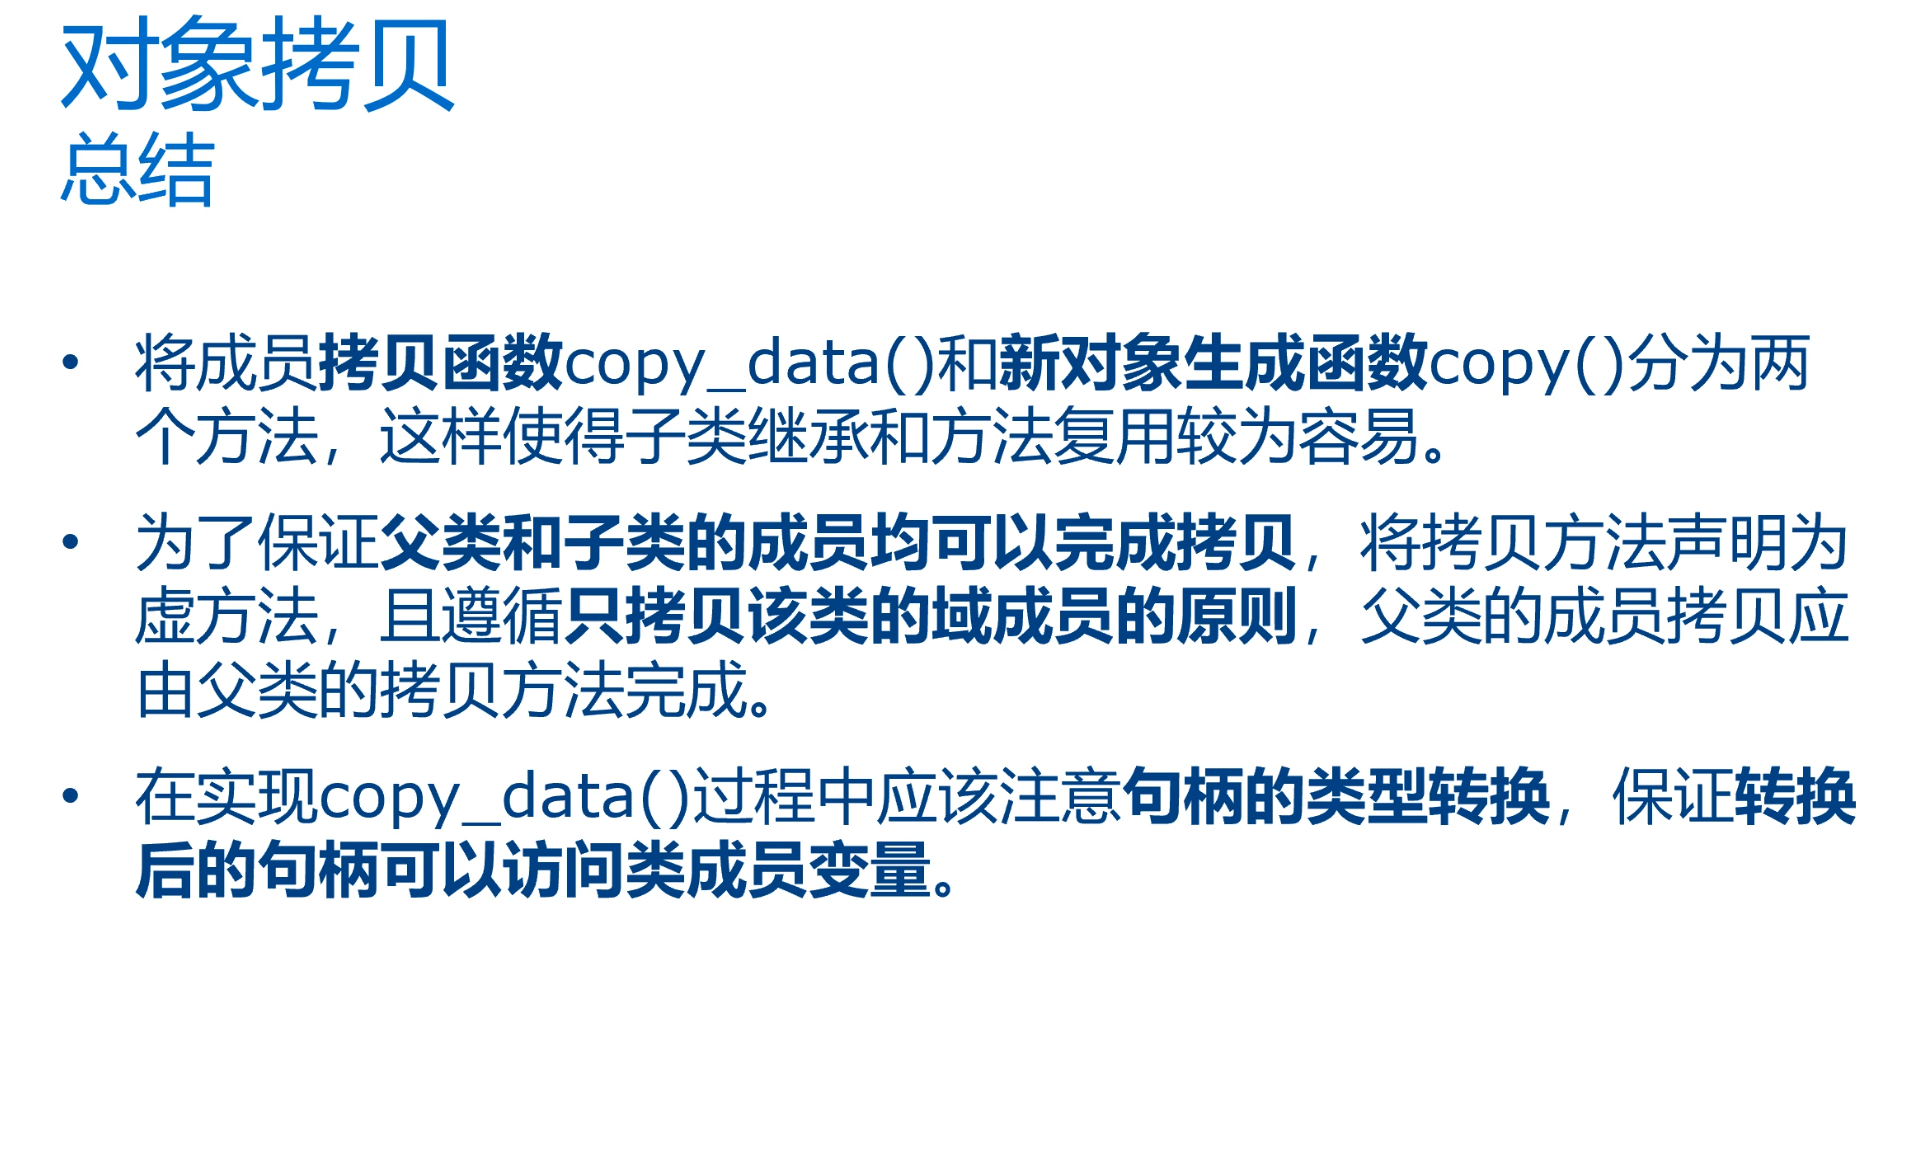 对象拷贝
总结
• 将成员拷贝函数copy_data()和新对象生成函数copy()分为两
个方法，这样使得子类继承和方法复用较为容易。
• 为了保证父类和子类的成员均可以完成拷贝，将拷贝方法声明为
虚方法，且遵循只拷贝该类的域成员的原则，父类的成员拷贝应
由父类的拷贝方法完成。
• 在实现copy_data()过程中应该注意句柄的类型转换，保证转换
后的句柄可以访问类成员变量。